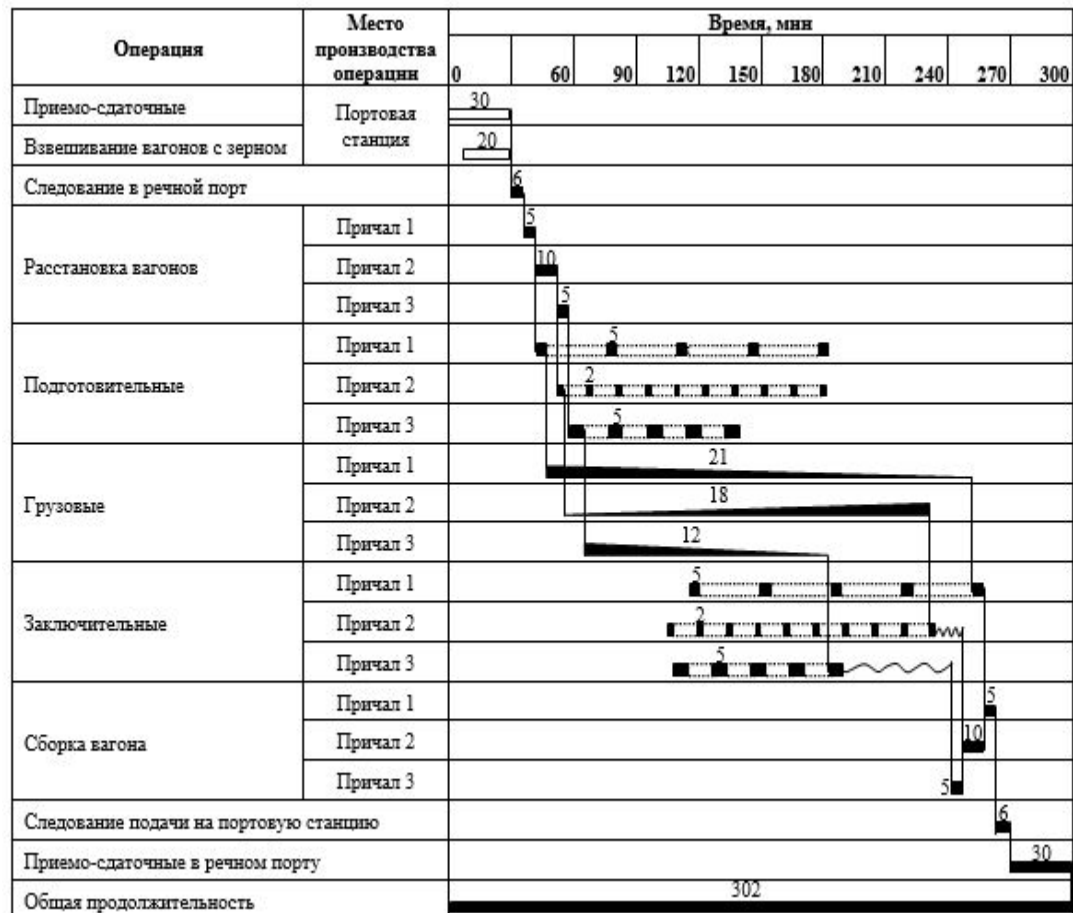 Операция
Место
производства
операции
Время, мин
0 60 90 120 150 180 210 240 270 300
Приемо-сдаточные
Портовая
станция
30
Взвешивание вагонов с зерном
20
Следование в речной порт
6
Расстановка вагонов
Причал 1
5
Причал 2
10
Причал 3
5
Подготовительные
Причал 1
5
Причал 2
2
Причал 3
5
Грузовые
Причал 1
21
Причал 2
18
Причал 3
12
Заключительные
Причал 1
5
Причал 2
2
Причал 3
5
Сборка вагона
Причал 1
5
Причал 2
10
Причал 3
5
Следование подачи на портовую станцию
6
Приемо-сдаточные в речном порту
30
Общая продолжительность
302